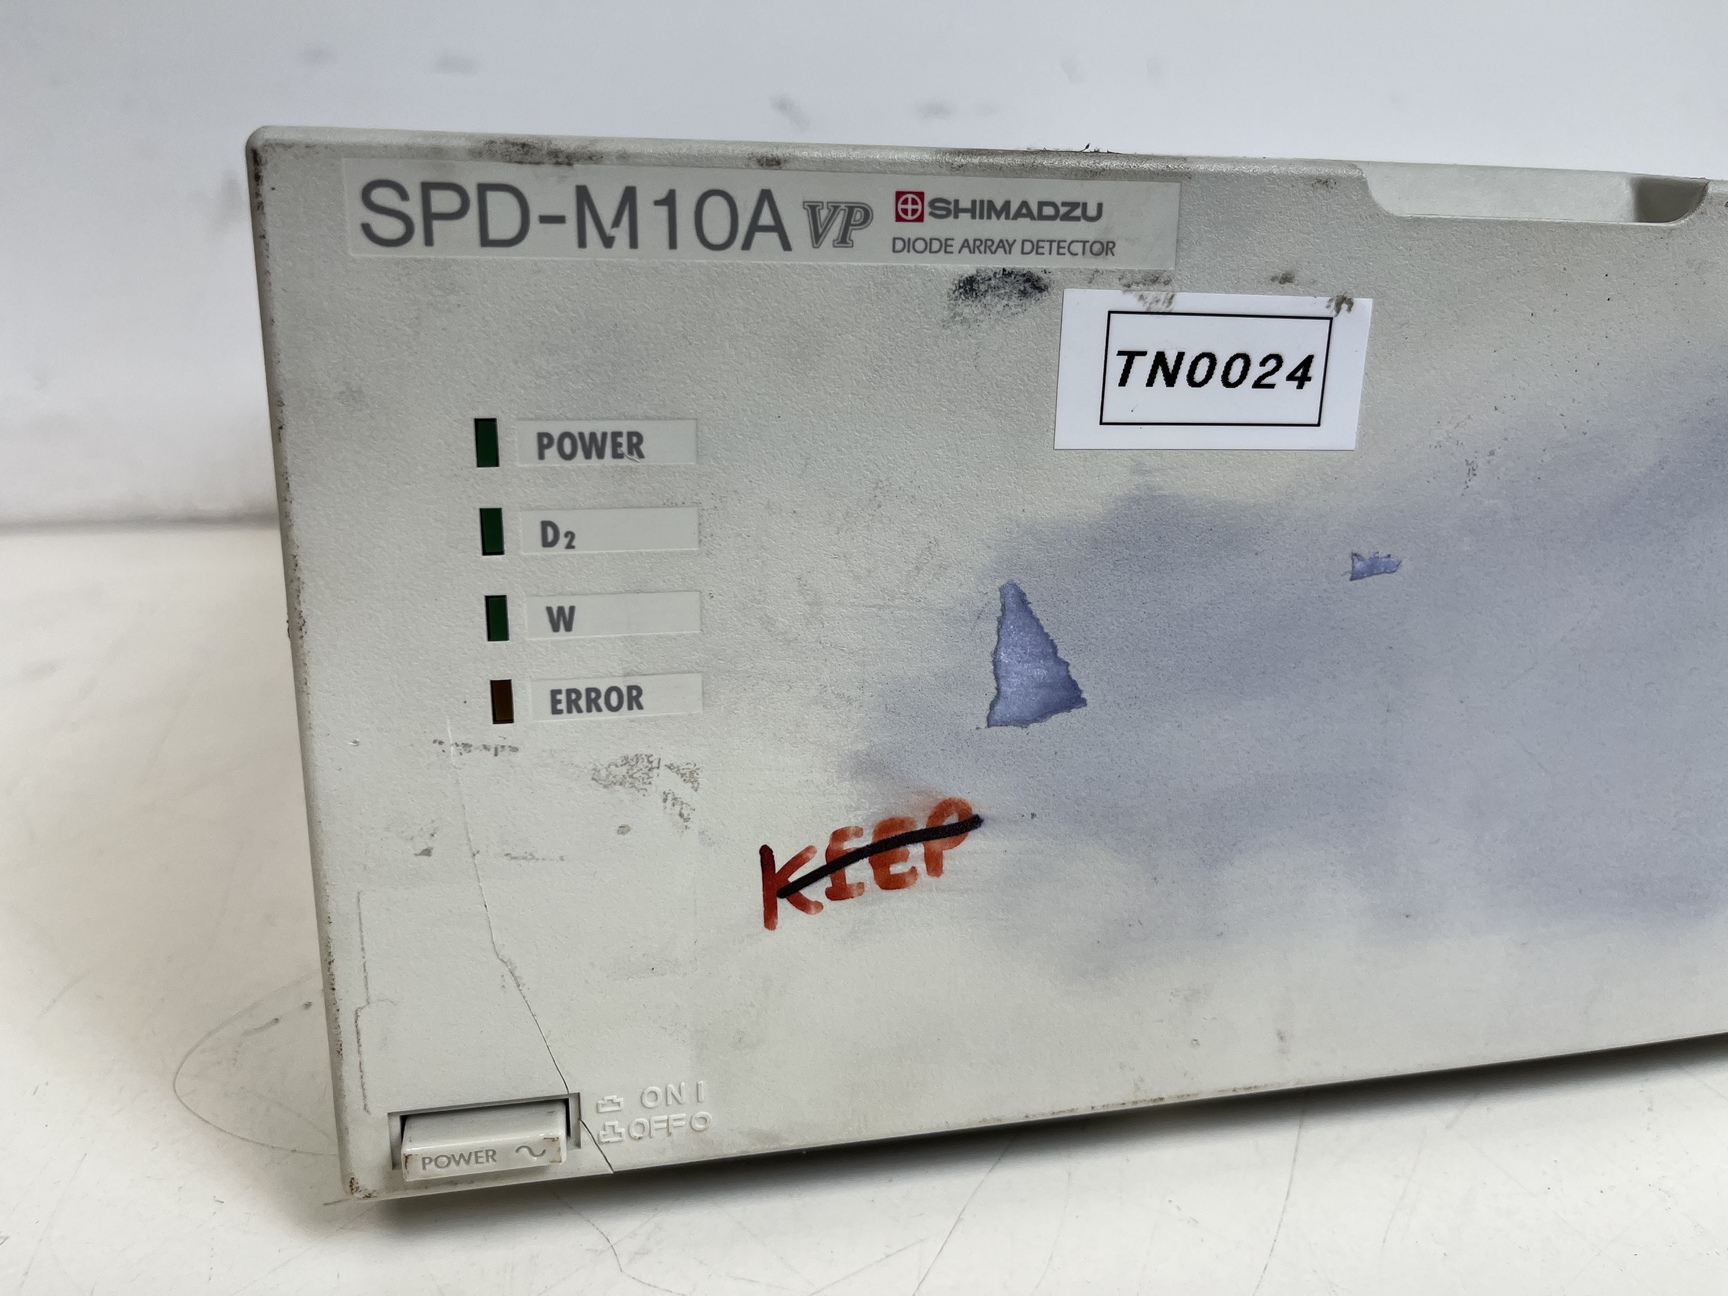 SPD-M10A VP SHIMADZU
DIODE ARRAY DETECTOR
TN0024
POWER
D₂
W
ERROR
KEEP
ON I
OFF O
POWER ~